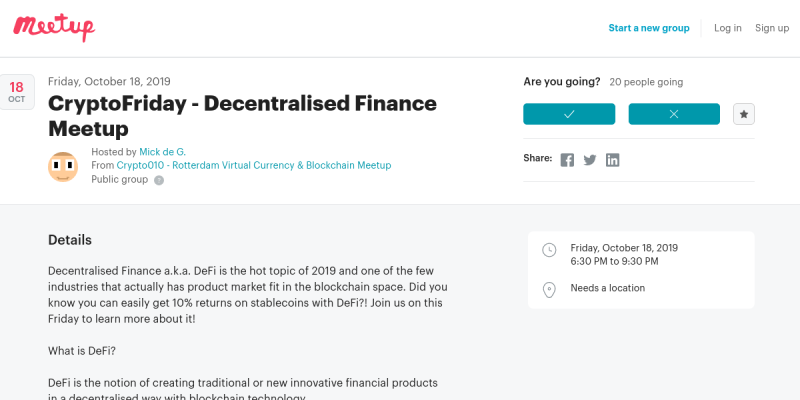 Meetup
Start a new group
Log in
Sign up
18
OCT
Friday, October 18, 2019
CryptoFriday - Decentralised Finance
Meetup
Hosted by Mick de G.
From Crypto010 - Rotterdam Virtual Currency & Blockchain Meetup
Public group ?
Are you going? 20 people going
Share:
Details
Decentralised Finance a.k.a. DeFi is the hot topic of 2019 and one of the few
industries that actually has product market fit in the blockchain space. Did you
know you can easily get 10% returns on stablecoins with DeFi?! Join us on this
Friday to learn more about it!
What is DeFi?
DeFi is the notion of creating traditional or new innovative financial products
in a decentralised way with blockchain technology.
Friday, October 18, 2019
6:30 PM to 9:30 PM
Needs a location